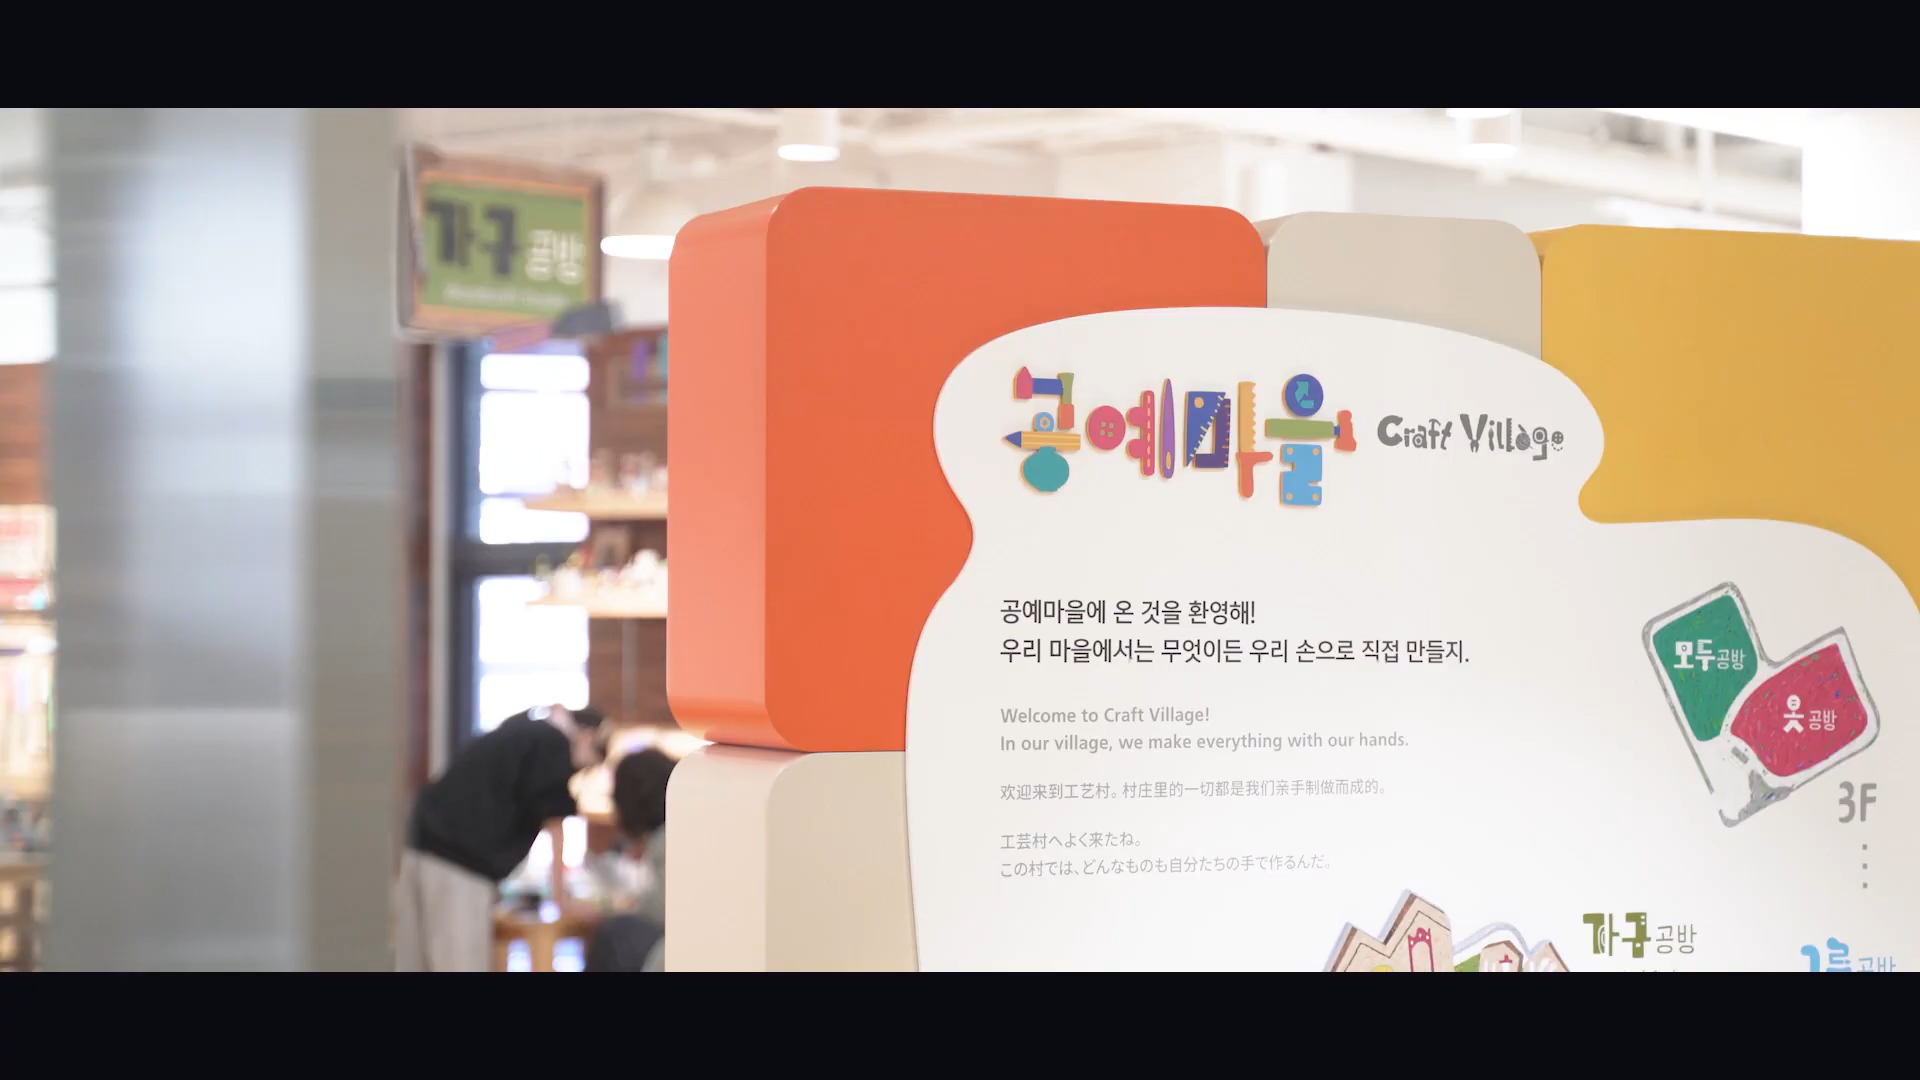 가구 공방
공예마을 Craft Village
공예마을에 온 것을 환영해!
우리 마을에서는 무엇이든 우리 손으로 직접 만들지.
Welcome to Craft Village!
In our village, we make everything with our hands.
欢迎来到工艺村。村庄里的一切都是我们亲手制做而成的。
工芸村へよく来たね。
この村では、どんなものも自分たちの手で作るんだ。
모두공방
옷공방
3F
가구공방
그릇공방